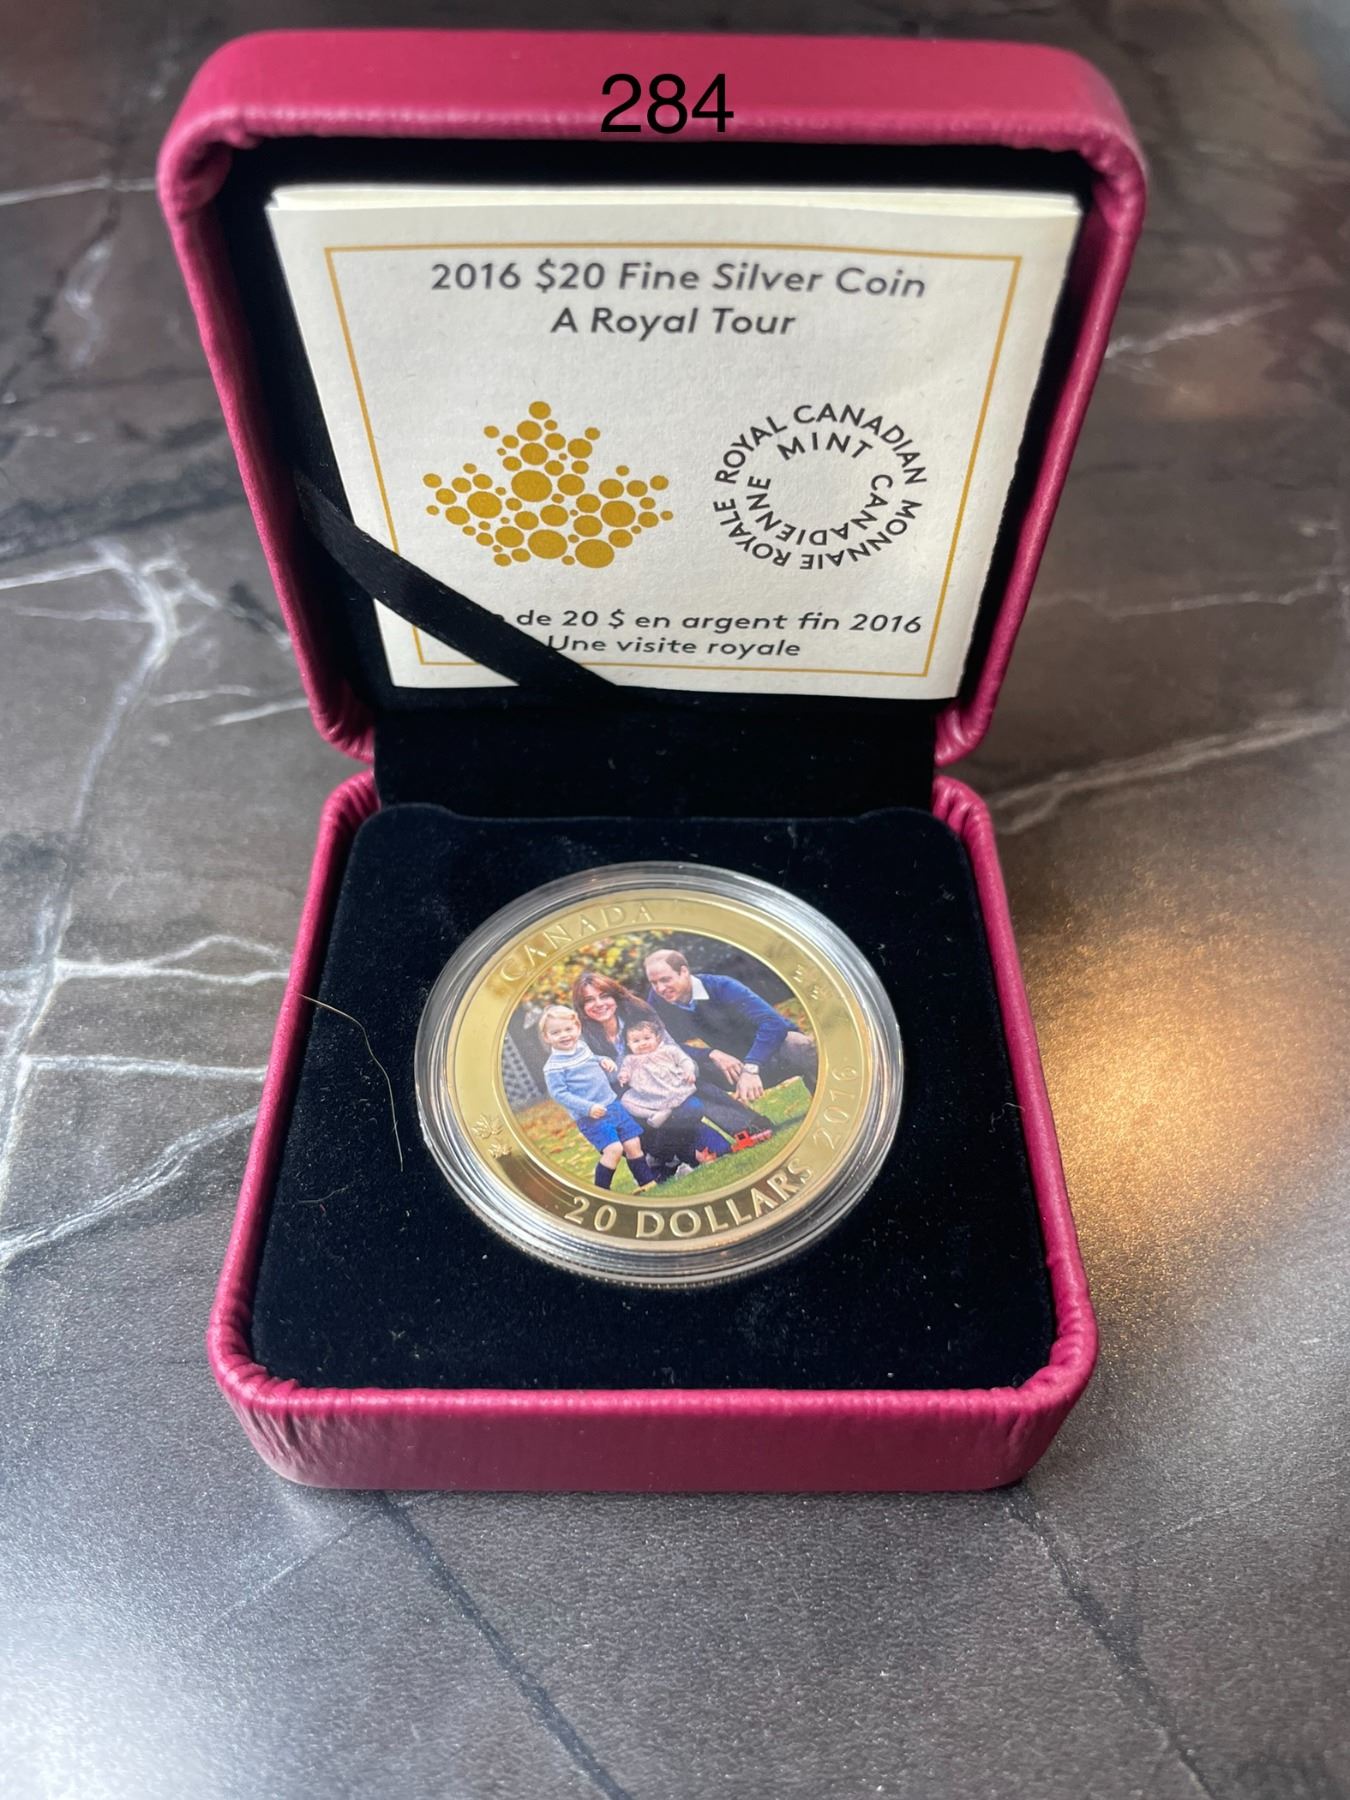 284
2016 $20 Fine Silver Coin
A Royal Tour
ROYAL CANADIAN MINT
MONNAIE ROYALE CANADIENNE
de 20 $ en argent fin 2016
Une visite royale
CANADA
20 DOLLARS 2016